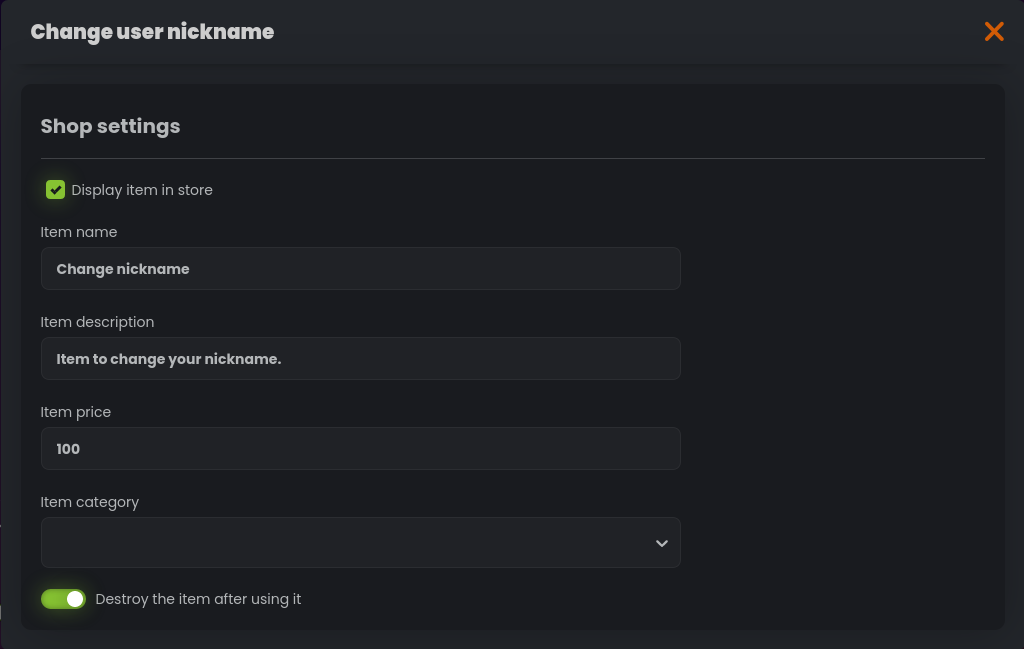 Change user nickname
Shop settings
Display item in store
Item name
Change nickname
Item description
Item to change your nickname.
Item price
100
Item category
Destroy the item after using it